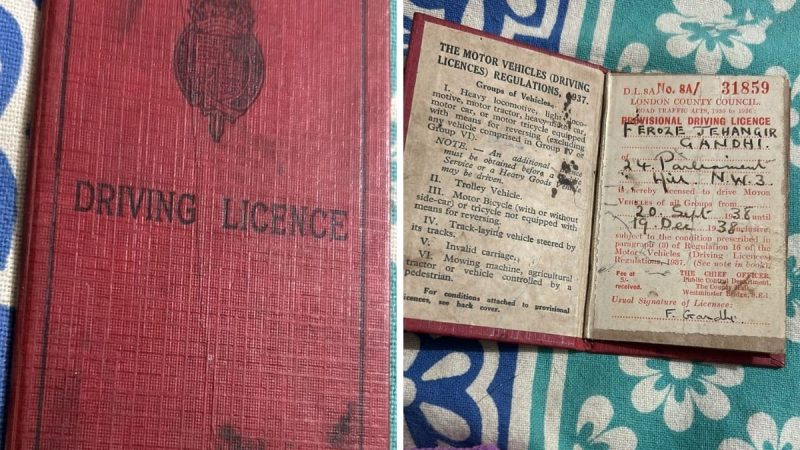 DRIVING LICENCE
THE MOTOR VEHICLES (DRIVING
LICENCES) REGULATIONS, 1937.
Groups of Vehicles.
I. Heavy locomotive, light loco-
motive, motor tractor, heavy motor car,
motor car, or motor tricycle equipped
with means for reversing (excluding
any vehicle comprised in Group IV or
Group VI).
NOTE. — An additional
must be obtained before a
Service or a Heavy Goods
may be driven.
II. Trolley Vehicle.
III. Motor Bicycle (with or without
side-car) or tricycle not equipped with
means for reversing.
IV. Track-laying vehicle steered by
its tracks.
V. Invalid carriage.
VI. Mowing machine, agricultural
tractor or vehicle controlled by a
pedestrian.
For conditions attached to provisional
licences, see back cover.
D.L.8A No. 8A/ 31859
LONDON COUNTY COUNCIL.
ROAD TRAFFIC ACTS, 1930 to 1936.
PROVISIONAL DRIVING LICENCE
FEROZE JEHANGIR
GANDHI.
of
24 Parliament
Hill N.W.3.
is hereby licensed to drive MOTOR
VEHICLES of all Groups from
20. Sept 1938 until
19. Dec 1938 inclusive
subject to the condition prescribed in
paragraph (3) of Regulation 16 of the
Motor Vehicles (Driving Licences)
Regulations, 1937. (See note in book).
Fee of THE CHIEF OFFICER,
5/- Public Control Department,
received. The County Hall,
Westminster Bridge, S.E.1
Usual Signature of Licensee:
F. Gandhi